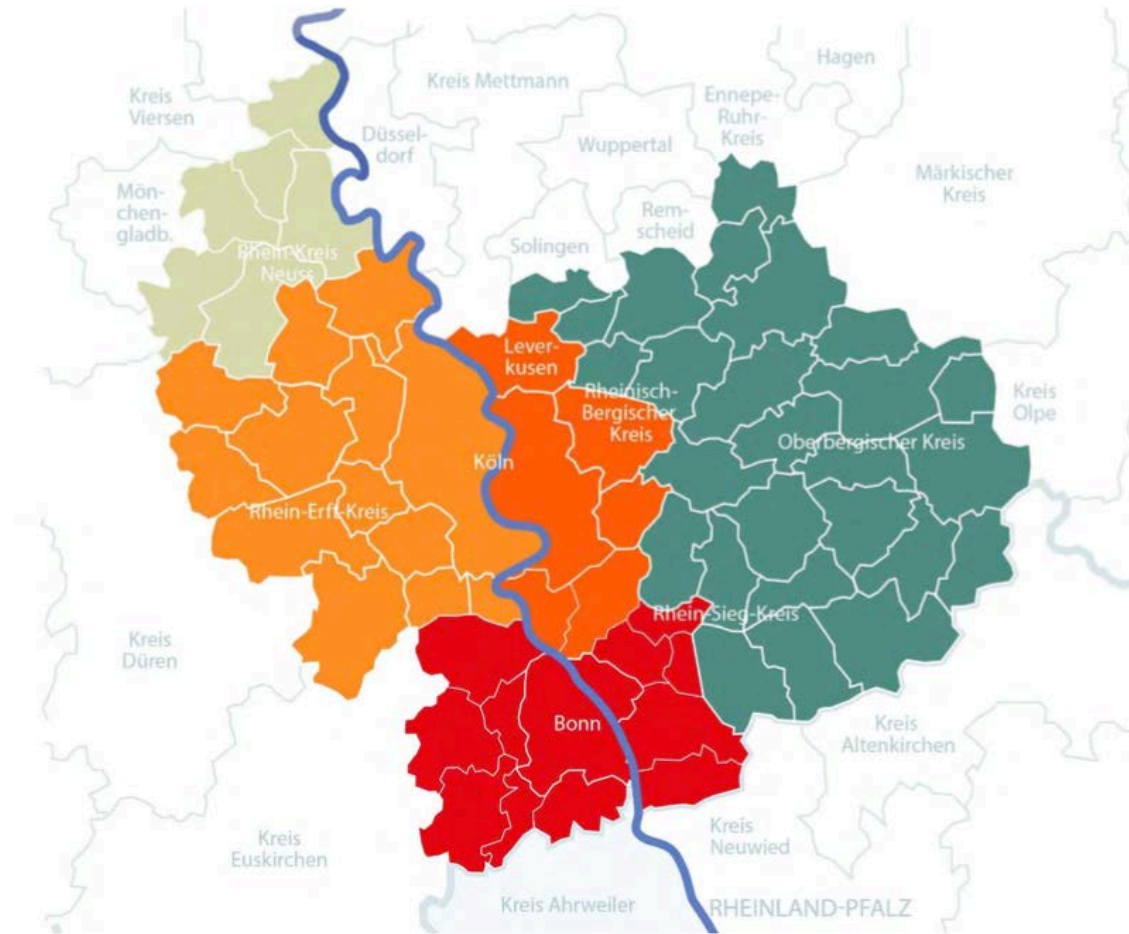 Hagen
Kreis Mettmann
Kreis
Viersen
Ennepe-
Ruhr-
Kreis
Düssel-
dorf
Wuppertal
Märkischer
Kreis
Mön-
chen-
gladb.
Rem-
scheid
Solingen
Rhein-Kreis
Neuss
Lever-
kusen
Rheinisch-
Bergischer
Kreis
Kreis
Olpe
Oberbergischer Kreis
Köln
Rhein-Erft-Kreis
Rhein-Sieg-Kreis
Kreis
Düren
Bonn
Kreis
Altenkirchen
Kreis
Euskirchen
Kreis
Neuwied
Kreis Ahrweiler
RHEINLAND-PFALZ